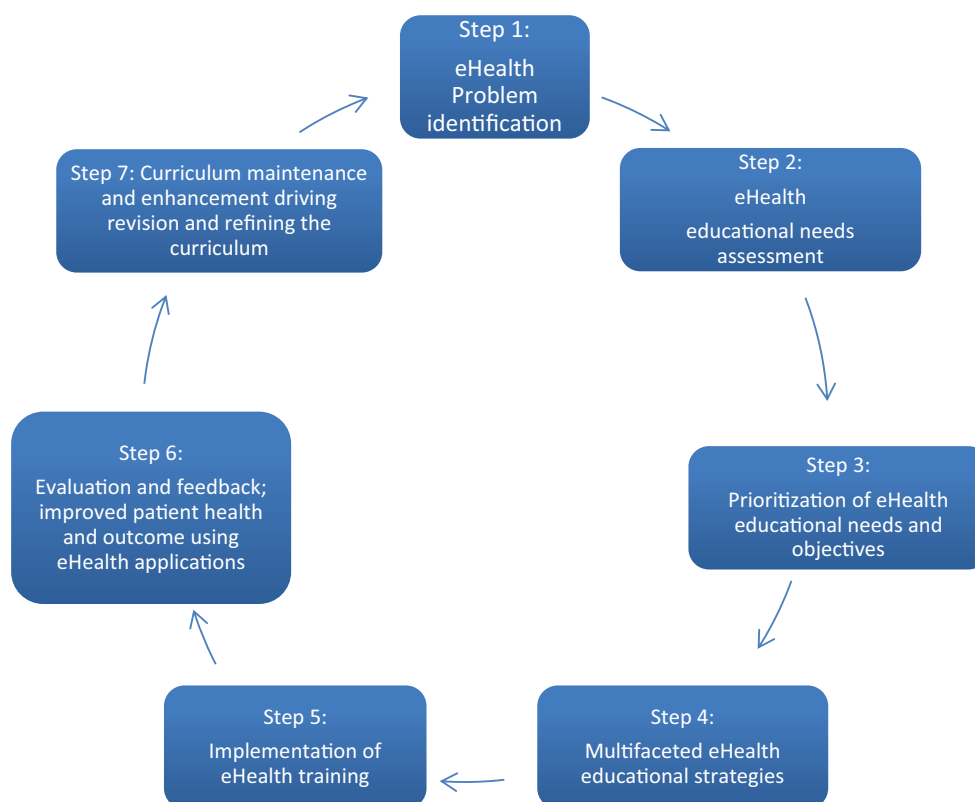 Step 1:
eHealth
Problem
identification
Step 2:
eHealth
educational needs
assessment
Step 3:
Prioritization of eHealth
educational needs and
objectives
Step 4:
Multifaceted eHealth
educational strategies
Step 5:
Implementation of
eHealth training
Step 6:
Evaluation and feedback;
improved patient health
and outcome using
eHealth applications
Step 7: Curriculum maintenance
and enhancement driving
revision and refining the
curriculum